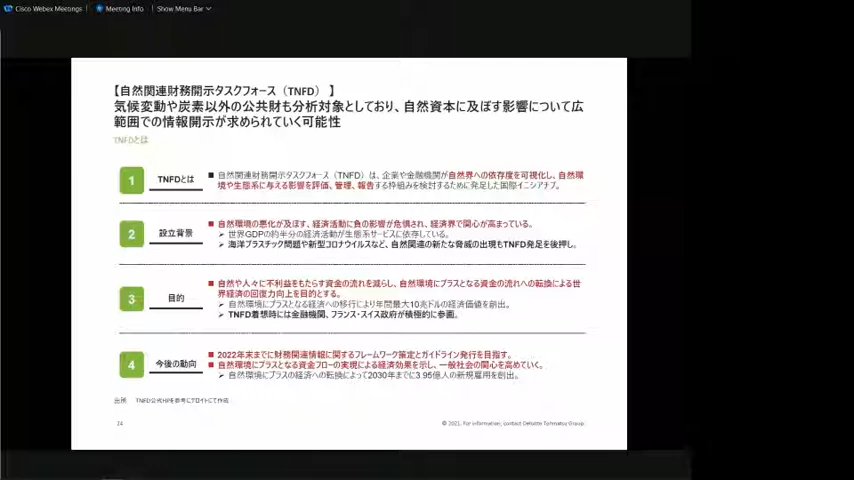 Cisco Webex Meetings
Meeting Info
Show Menu Bar
【自然関連財務開示タスクフォース（TNFD）】
気候変動や炭素以外の公共財も分析対象としており、自然資本に及ぼす影響について広
範囲での情報開示が求められていく可能性
TNFDとは
1
TNFDとは
■ 自然関連財務開示タスクフォース（TNFD）は、企業や金融機関が自然界への依存度を可視化し、自然環
境や生態系に与える影響を評価、管理、報告する枠組みを検討するために発足した国際イニシアチブ。
2
設立背景
■ 自然環境の悪化が及ぼす、経済活動に負の影響が危惧され、経済界で関心が高まっている。
➢ 世界GDPの約半分の経済活動が生態系サービスに依存している。
➢ 海洋プラスチック問題や新型コロナウイルスなど、自然関連の新たな脅威の出現もTNFD発足を後押し。
3
目的
■ 自然や人々に不利益をもたらす資金の流れを減らし、自然環境にプラスとなる資金の流れへの転換による世
界経済の回復力向上を目的とする。
➢ 自然環境にプラスとなる経済への移行により年間最大10兆ドルの経済価値を創出。
➢ TNFD着想時には金融機関、フランス・スイス政府が積極的に参画。
4
今後の動向
■ 2022年末までに財務関連情報に関するフレームワーク策定とガイドライン発行を目指す。
■ 自然環境にプラスとなる資金フローの実現による経済効果を示し、一般社会の関心を高めていく。
➢ 自然環境にプラスの経済への転換によって2030年までに3.95億人の新規雇用を創出。
出所 TNFD公式HPを参考にデロイトにて作成
24
© 2021. For information, contact Deloitte Tohmatsu Group.